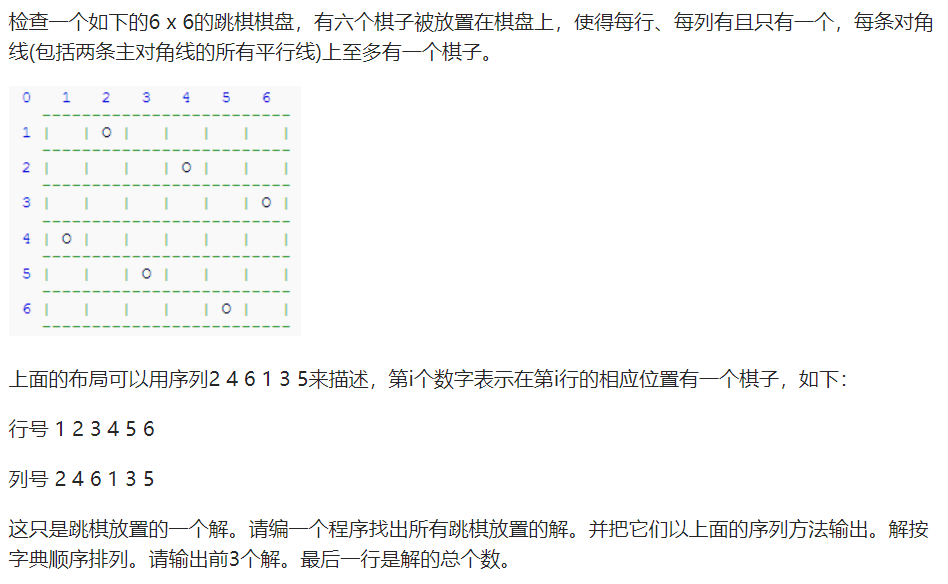 检查一个如下的6 x 6的跳棋棋盘，有六个棋子被放置在棋盘上，使得每行、每列有且只有一个，每条对角
线(包括两条主对角线的所有平行线)上至多有一个棋子。
0 1 2 3 4 5 6
-------------------------
1 | | O | | | | |
-------------------------
2 | | | | O | | |
-------------------------
3 | | | | | | O |
-------------------------
4 | O | | | | | |
-------------------------
5 | | | O | | | |
-------------------------
6 | | | | | O | |
-------------------------
上面的布局可以用序列2 4 6 1 3 5来描述，第i个数字表示在第i行的相应位置有一个棋子，如下：
行号 1 2 3 4 5 6
列号 2 4 6 1 3 5
这只是跳棋放置的一个解。请编一个程序找出所有跳棋放置的解。并把它们以上面的序列方法输出。解按
字典顺序排列。请输出前3个解。最后一行是解的总个数。